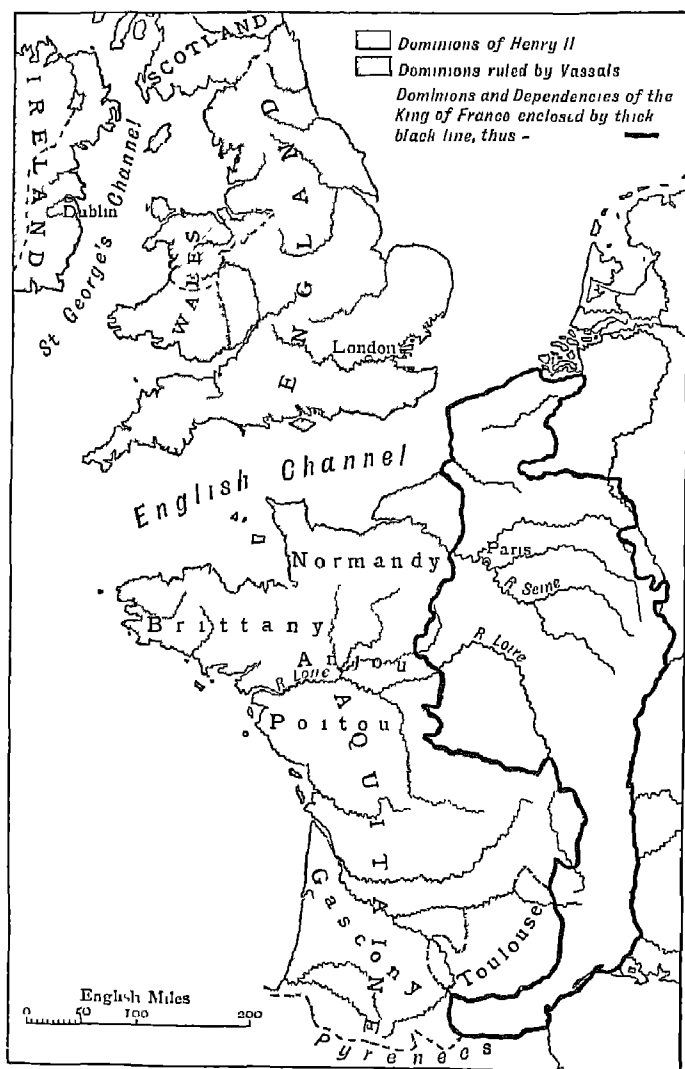 Dominions of Henry II
Dominions ruled by Vassals
Dominions and Dependencies of the
King of Franco enclosed by thick
black line, thus -
SCOTLAND
IRELAND
Dublin
St George's Channel
ENGLAND
WALES
London
English Channel
Normandy
Paris
R Seine
Brittany
Anjou
R Loire
R Loire
Poitou
AQUITAINE
Gascony
Toulouse
English Miles
0 50 100 200
Pyrenees